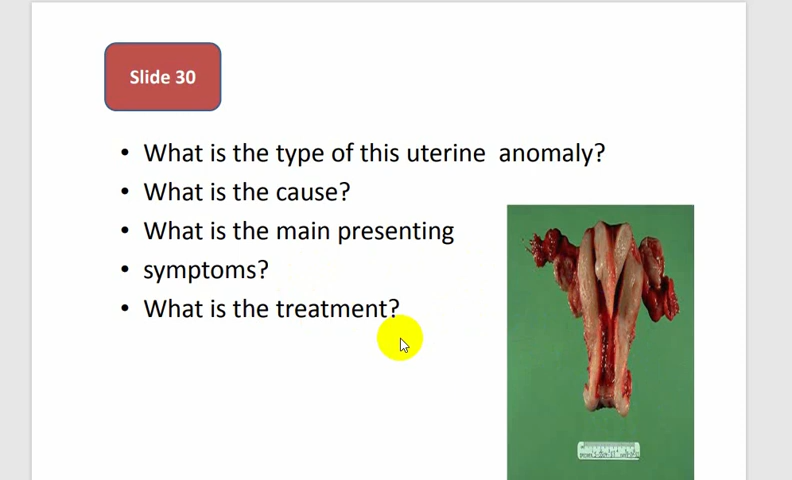 Slide 30
• What is the type of this uterine anomaly?
• What is the cause?
• What is the main presenting
• symptoms?
• What is the treatment?